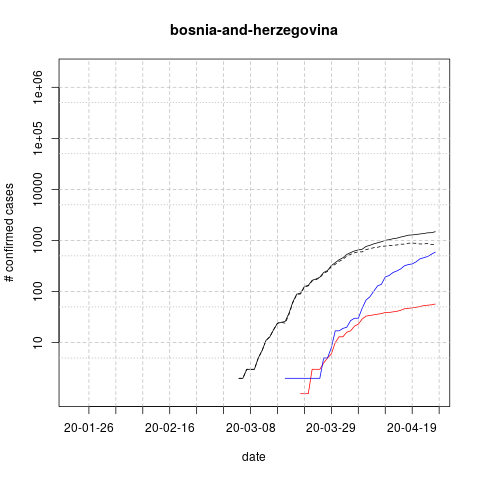 bosnia-and-herzegovina
# confirmed cases
1e+06
1e+05
10000
1000
100
10
20-01-26
20-02-16
20-03-08
20-03-29
20-04-19
date